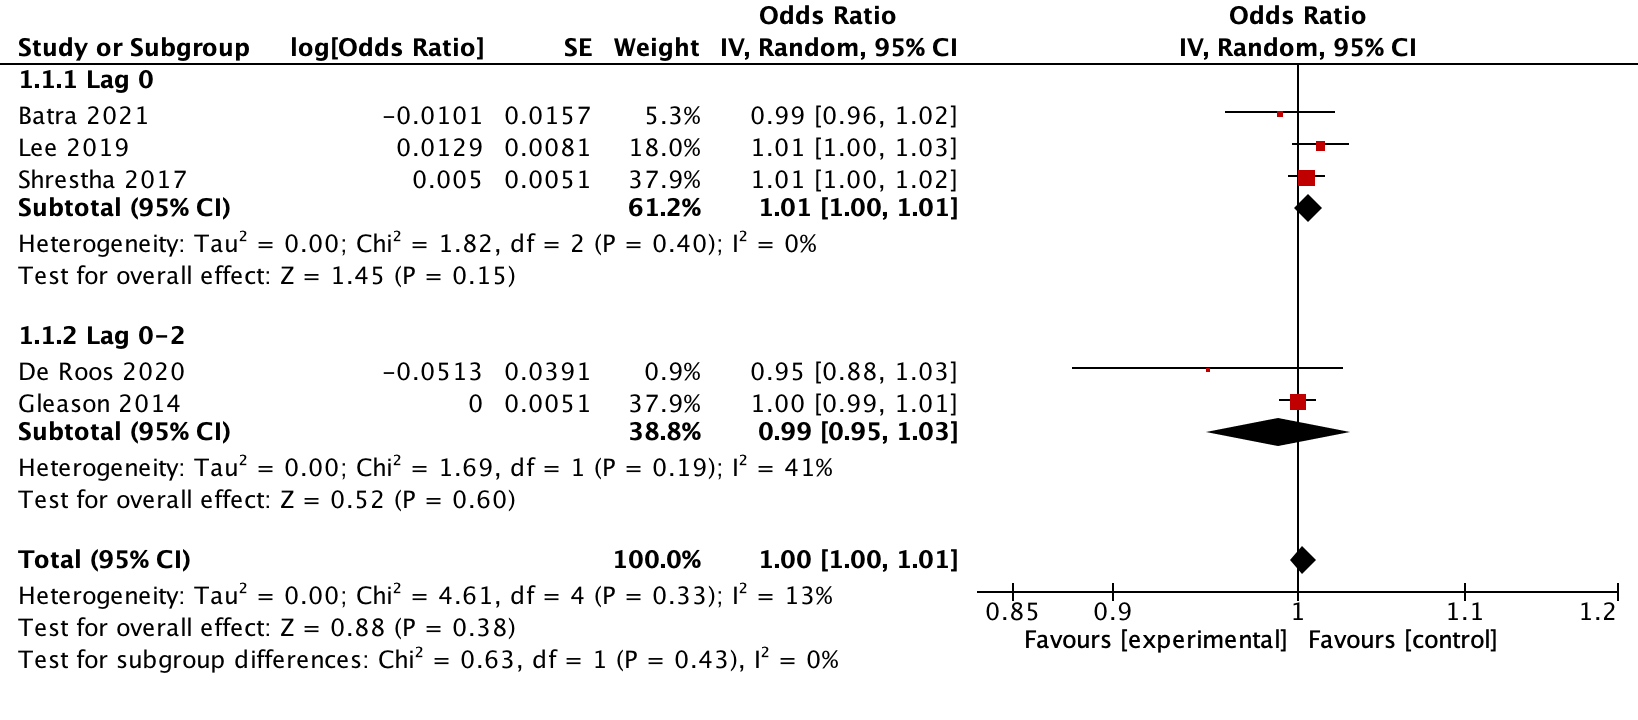 Odds Ratio Odds Ratio
Study or Subgroup log[Odds Ratio] SE Weight IV, Random, 95% CI IV, Random, 95% CI
1.1.1 Lag 0
Batra 2021 −0.0101 0.0157 5.3% 0.99 [0.96, 1.02]
Lee 2019 0.0129 0.0081 18.0% 1.01 [1.00, 1.03]
Shrestha 2017 0.005 0.0051 37.9% 1.01 [1.00, 1.02]
Subtotal (95% CI) 61.2% 1.01 [1.00, 1.01]
Heterogeneity: Tau² = 0.00; Chi² = 1.82, df = 2 (P = 0.40); I² = 0%
Test for overall effect: Z = 1.45 (P = 0.15)
1.1.2 Lag 0−2
De Roos 2020 −0.0513 0.0391 0.9% 0.95 [0.88, 1.03]
Gleason 2014 0 0.0051 37.9% 1.00 [0.99, 1.01]
Subtotal (95% CI) 38.8% 0.99 [0.95, 1.03]
Heterogeneity: Tau² = 0.00; Chi² = 1.69, df = 1 (P = 0.19); I² = 41%
Test for overall effect: Z = 0.52 (P = 0.60)
Total (95% CI) 100.0% 1.00 [1.00, 1.01]
Heterogeneity: Tau² = 0.00; Chi² = 4.61, df = 4 (P = 0.33); I² = 13%
Test for overall effect: Z = 0.88 (P = 0.38)
Test for subgroup differences: Chi² = 0.63, df = 1 (P = 0.43), I² = 0%
0.85 0.9 1 1.1 1.2
Favours [experimental] Favours [control]